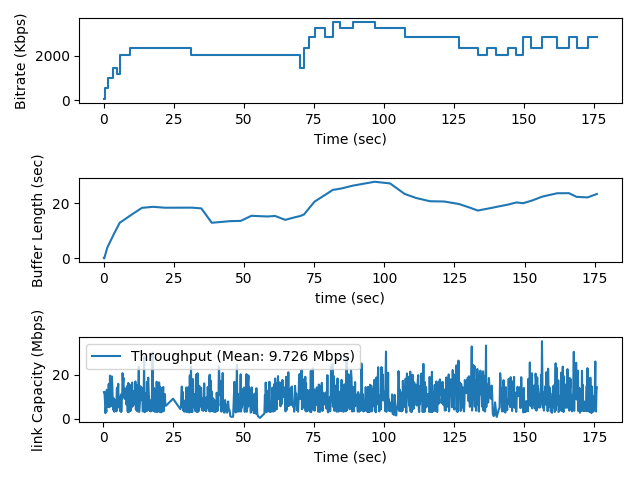 Bitrate (Kbps)
2000
0
0 25 50 75 100 125 150 175
Time (sec)
Buffer Length (sec)
20
0
0 25 50 75 100 125 150 175
time (sec)
link Capacity (Mbps)
Throughput (Mean: 9.726 Mbps)
20
0
0 25 50 75 100 125 150 175
Time (sec)